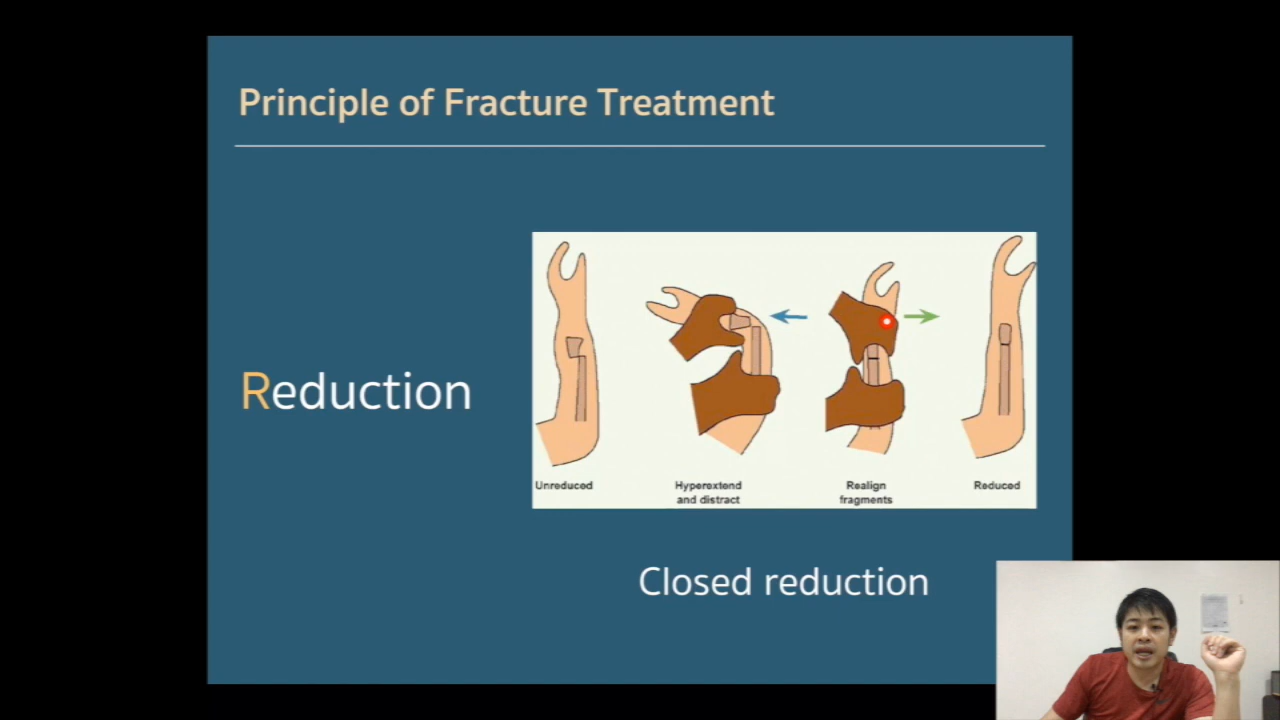 Principle of Fracture Treatment
Reduction
Unreduced
Hyperextend
and distract
Realign
fragments
Reduced
Closed reduction